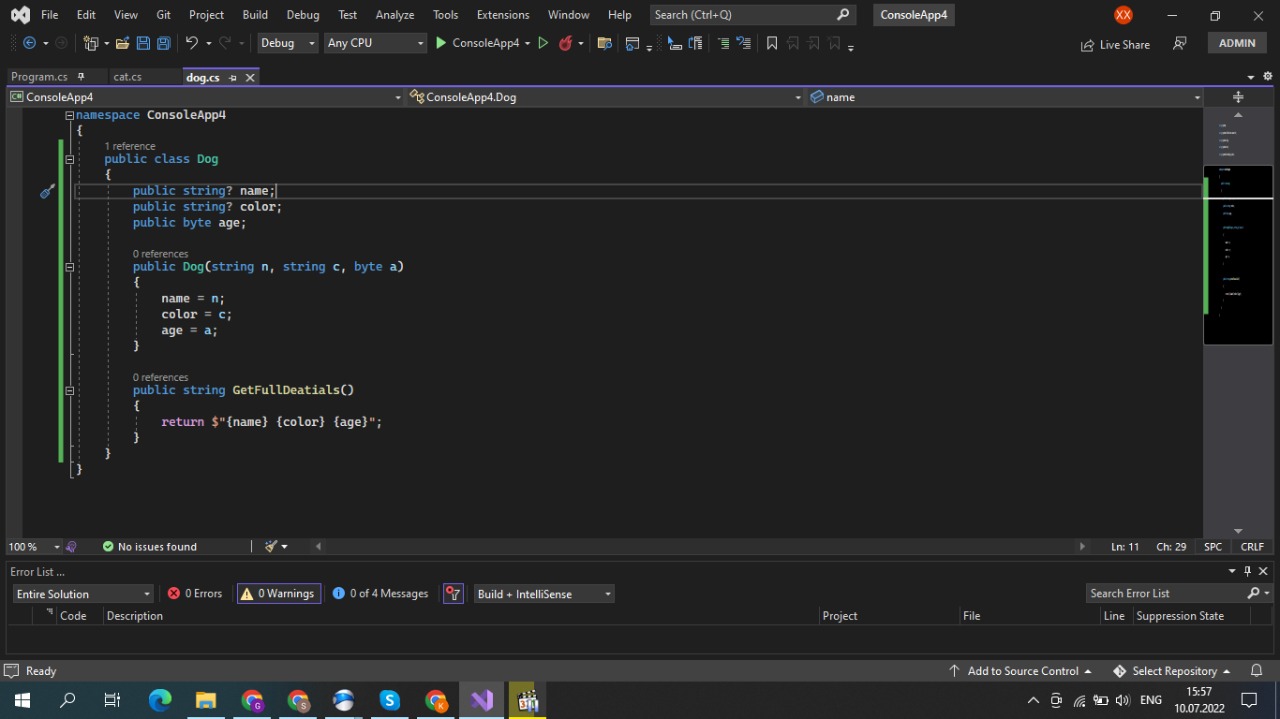 File Edit View Git Project Build Debug Test Analyze Tools Extensions Window Help Search (Ctrl+Q) ConsoleApp4 XX
Debug Any CPU ConsoleApp4 Live Share ADMIN
Program.cs cat.cs dog.cs
ConsoleApp4 ConsoleApp4.Dog name
namespace ConsoleApp4
{
1 reference
public class Dog
{
public string? name;
public string? color;
public byte age;
0 references
public Dog(string n, string c, byte a)
{
name = n;
color = c;
age = a;
}
0 references
public string GetFullDeatials()
{
return $"{name} {color} {age}";
}
}
}
100 % No issues found Ln: 11 Ch: 29 SPC CRLF
Error List ...
Entire Solution 0 Errors 0 Warnings 0 of 4 Messages Build + IntelliSense Search Error List
Code Description Project File Line Suppression State
Ready Add to Source Control Select Repository
ENG 15:57
10.07.2022